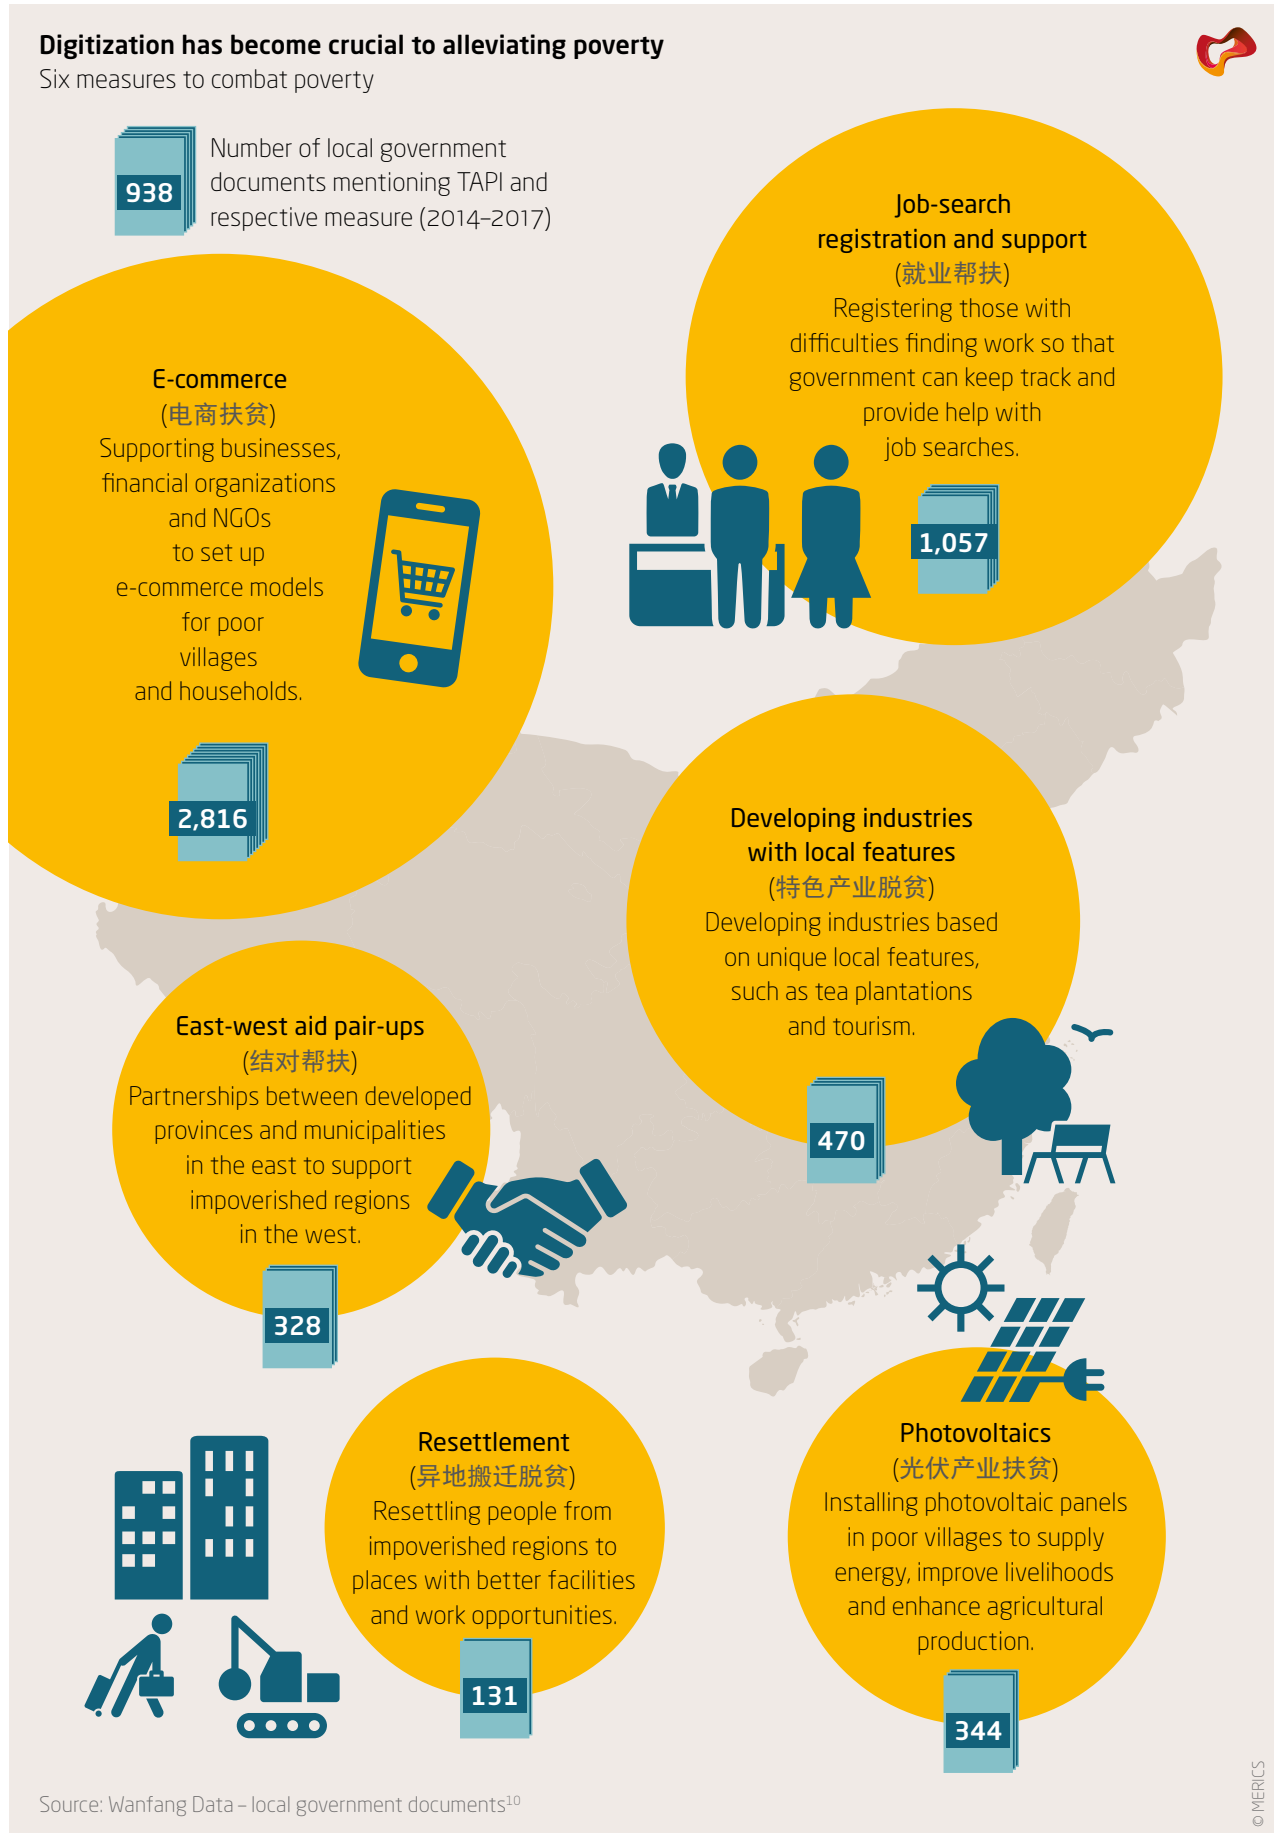 Digitization has become crucial to alleviating poverty
Six measures to combat poverty
938
Number of local government
documents mentioning TAPI and
respective measure (2014–2017)
Job-search
registration and support
(就业帮扶)
Registering those with
difficulties finding work so that
government can keep track and
provide help with
job searches.
1,057
E-commerce
(电商扶贫)
Supporting businesses,
financial organizations
and NGOs
to set up
e-commerce models
for poor
villages
and households.
2,816
Developing industries
with local features
(特色产业脱贫)
Developing industries based
on unique local features,
such as tea plantations
and tourism.
470
East-west aid pair-ups
(结对帮扶)
Partnerships between developed
provinces and municipalities
in the east to support
impoverished regions
in the west.
328
Resettlement
(异地搬迁脱贫)
Resettling people from
impoverished regions to
places with better facilities
and work opportunities.
131
Photovoltaics
(光伏产业扶贫)
Installing photovoltaic panels
in poor villages to supply
energy, improve livelihoods
and enhance agricultural
production.
344
Source: Wanfang Data – local government documents¹⁰
© MERICS